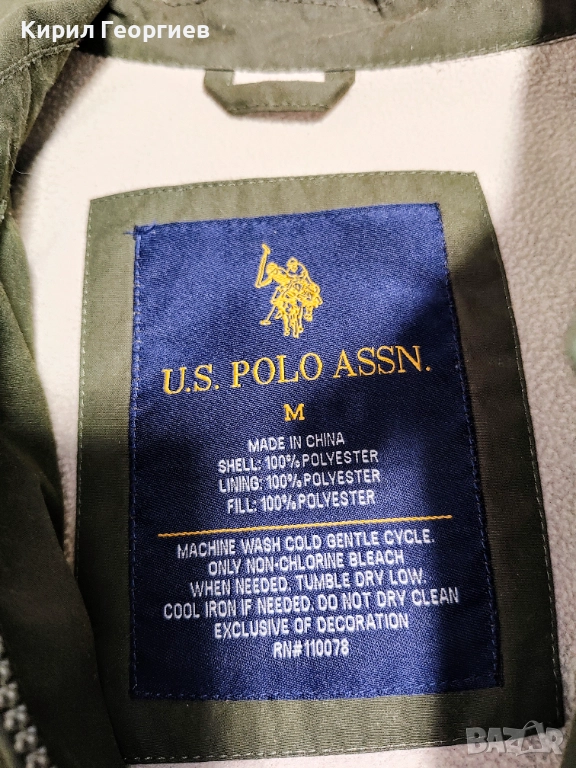 Кирил Георгиев
U.S. POLO ASSN.
M
MADE IN CHINA
SHELL: 100% POLYESTER
LINING: 100% POLYESTER
FILL: 100% POLYESTER
MACHINE WASH COLD GENTLE CYCLE.
ONLY NON-CHLORINE BLEACH
WHEN NEEDED. TUMBLE DRY LOW.
COOL IRON IF NEEDED. DO NOT DRY CLEAN
EXCLUSIVE OF DECORATION
RN#110078
BAZAR